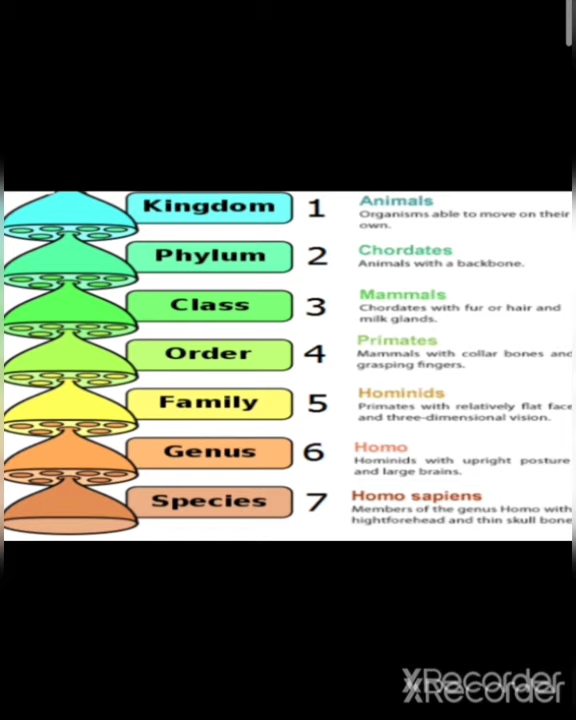 Kingdom 1 Animals
Organisms able to move on their
own.
Phylum 2 Chordates
Animals with a backbone.
Class 3 Mammals
Chordates with fur or hair and
milk glands.
Order 4 Primates
Mammals with collar bones and
grasping fingers.
Family 5 Hominids
Primates with relatively flat face
and three-dimensional vision.
Genus 6 Homo
Hominids with upright posture
and large brains.
Species 7 Homo sapiens
Members of the genus Homo with
hightforehead and thin skull bone
XRecorder
XRecorder